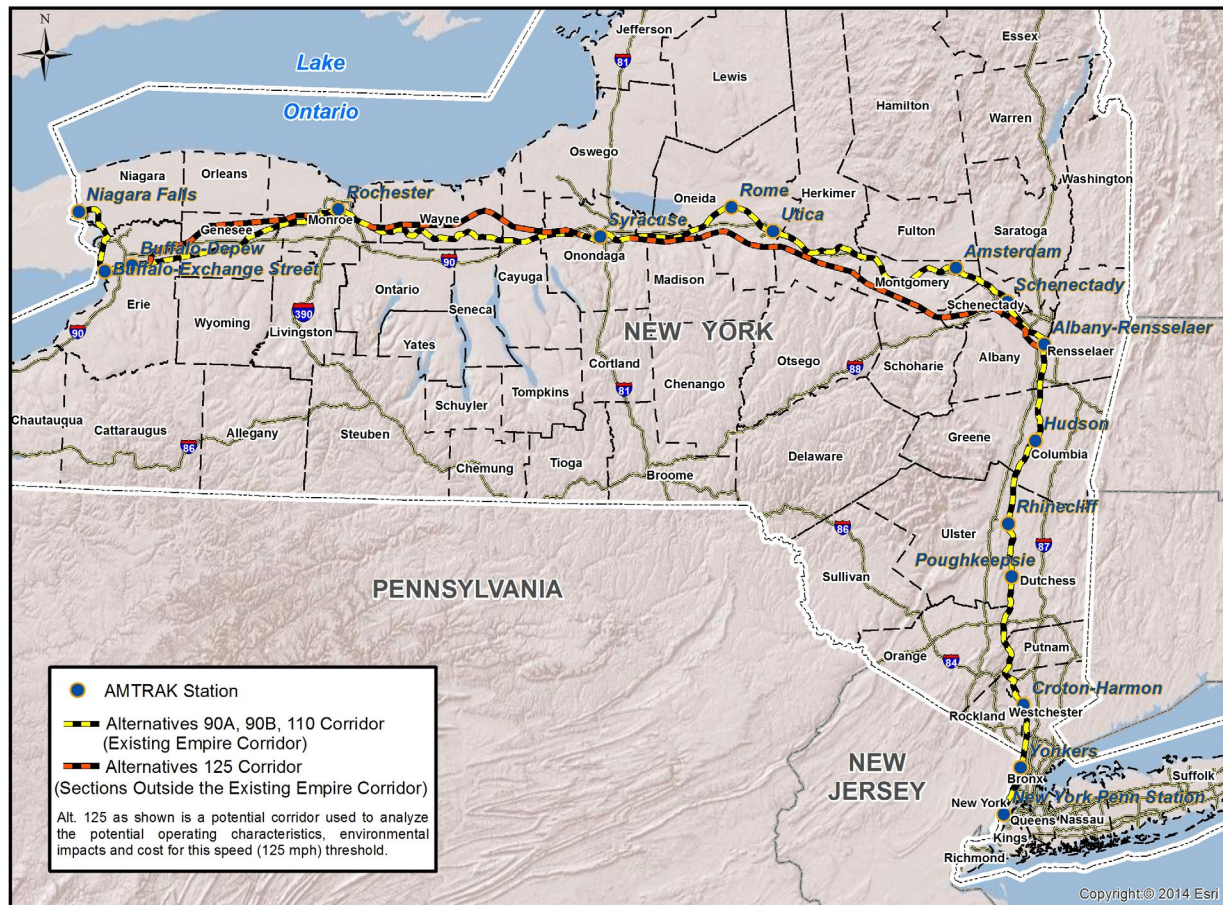 N
Jefferson
Essex
81
Lake
Lewis
Ontario
Hamilton
Warren
Oswego
Washington
Niagara
Orleans
Niagara Falls
Rochester
Oneida
Rome
Herkimer
Utica
Wayne
Monroe
Genesee
Syracuse
Fulton
Saratoga
Buffalo-Depew
Onondaga
Amsterdam
Buffalo-Exchange Street
90
Cayuga
Madison
Montgomery
Schenectady
Erie
Ontario
Seneca
Schenectady
Wyoming
390
Livingston
90
NEW YORK
Albany-Rensselaer
Yates
Otsego
Albany
Rensselaer
Cortland
88
Schoharie
Tompkins
Chenango
Schuyler
81
Chautauqua
Cattaraugus
Allegany
Steuben
86
Greene
Hudson
Columbia
Chemung
Tioga
Broome
Delaware
Rhinecliff
86
Ulster
87
Poughkeepsie
Sullivan
Dutchess
PENNSYLVANIA
Orange
84
Putnam
Croton-Harmon
Rockland
Westchester
Yonkers
NEW
JERSEY
Bronx
Suffolk
New York
New York Penn Station
Queens
Nassau
Kings
Richmond
AMTRAK Station
Alternatives 90A, 90B, 110 Corridor
(Existing Empire Corridor)
Alternatives 125 Corridor
(Sections Outside the Existing Empire Corridor)
Alt. 125 as shown is a potential corridor used to analyze
the potential operating characteristics, environmental
impacts and cost for this speed (125 mph) threshold.
Copyright:© 2014 Esri